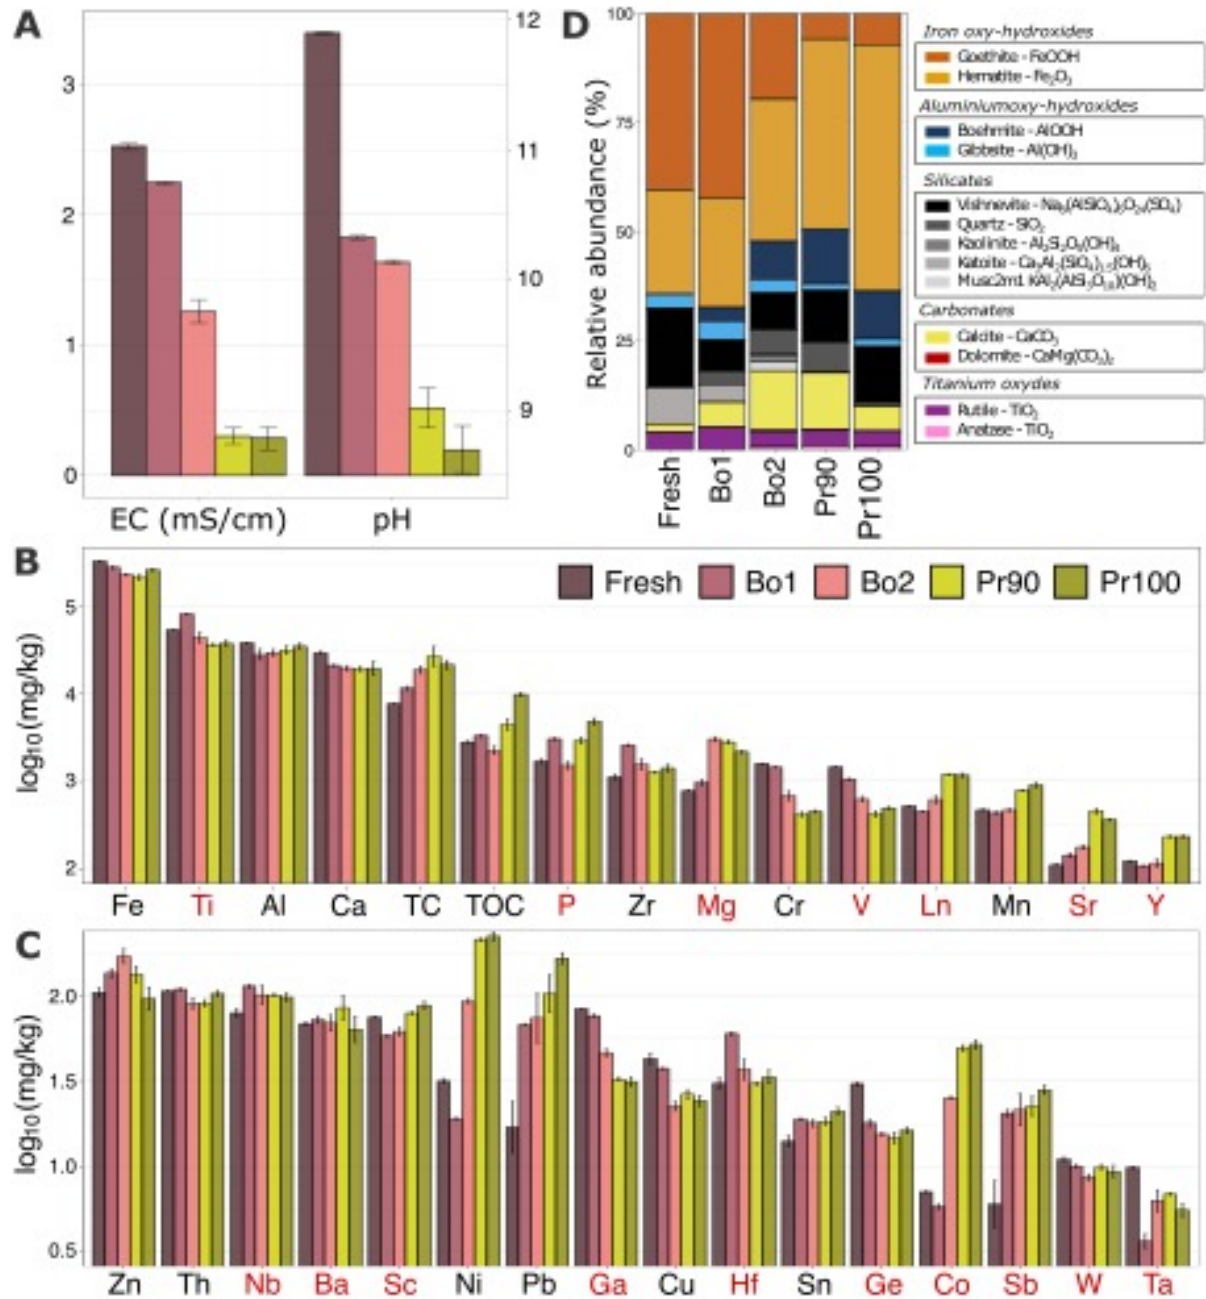 A
3
2
1
0
12
11
10
9
EC (mS/cm)
pH
D
Relative abundance (%)
100
75
50
25
0
Fresh
Bo1
Bo2
Pr90
Pr100
Iron oxy-hydroxides
Goethite - FeOOH
Hematite - Fe₂O₃
Aluminiumoxy-hydroxides
Boehmite - AlOOH
Gibbsite - Al(OH)₃
Silicates
Vishnevite -
Quartz - SiO₂
Kaolinite - Al₂Si₂O₅(OH)₄
Katoite -
Musc2m1
Carbonates
Calcite - CaCO₃
Dolomite - CaMg(CO₃)₂
Titanium oxydes
Rutile - TiO₂
Anatase - TiO₂
B
Fresh
Bo1
Bo2
Pr90
Pr100
log₁₀(mg/kg)
5
4
3
2
Fe Ti Al Ca TC TOC P Zr Mg Cr V Ln Mn Sr Y
C
log₁₀(mg/kg)
2.0
1.5
1.0
0.5
Zn Th Nb Ba Sc Ni Pb Ga Cu Hf Sn Ge Co Sb W Ta